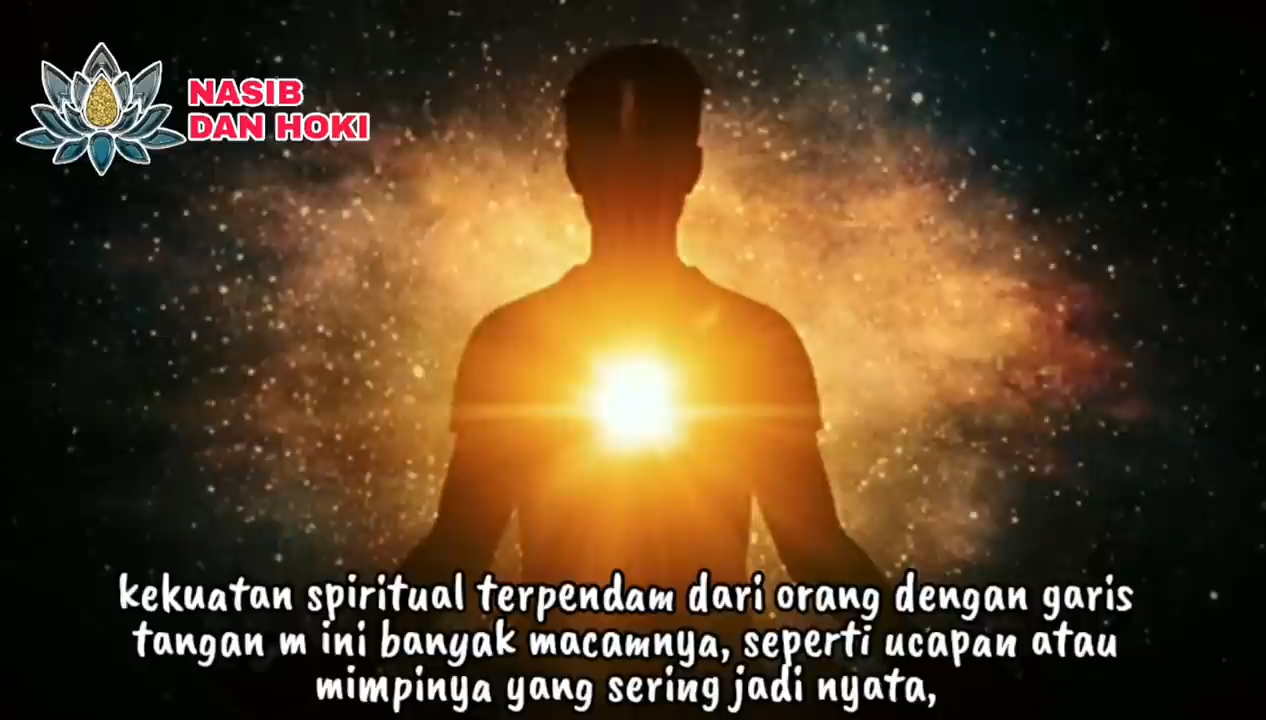 NASIB
DAN HOKI
kekuatan spiritual terpendam dari orang dengan garis
tangan m ini banyak macamnya, seperti ucapan atau
mimpinya yang sering jadi nyata,